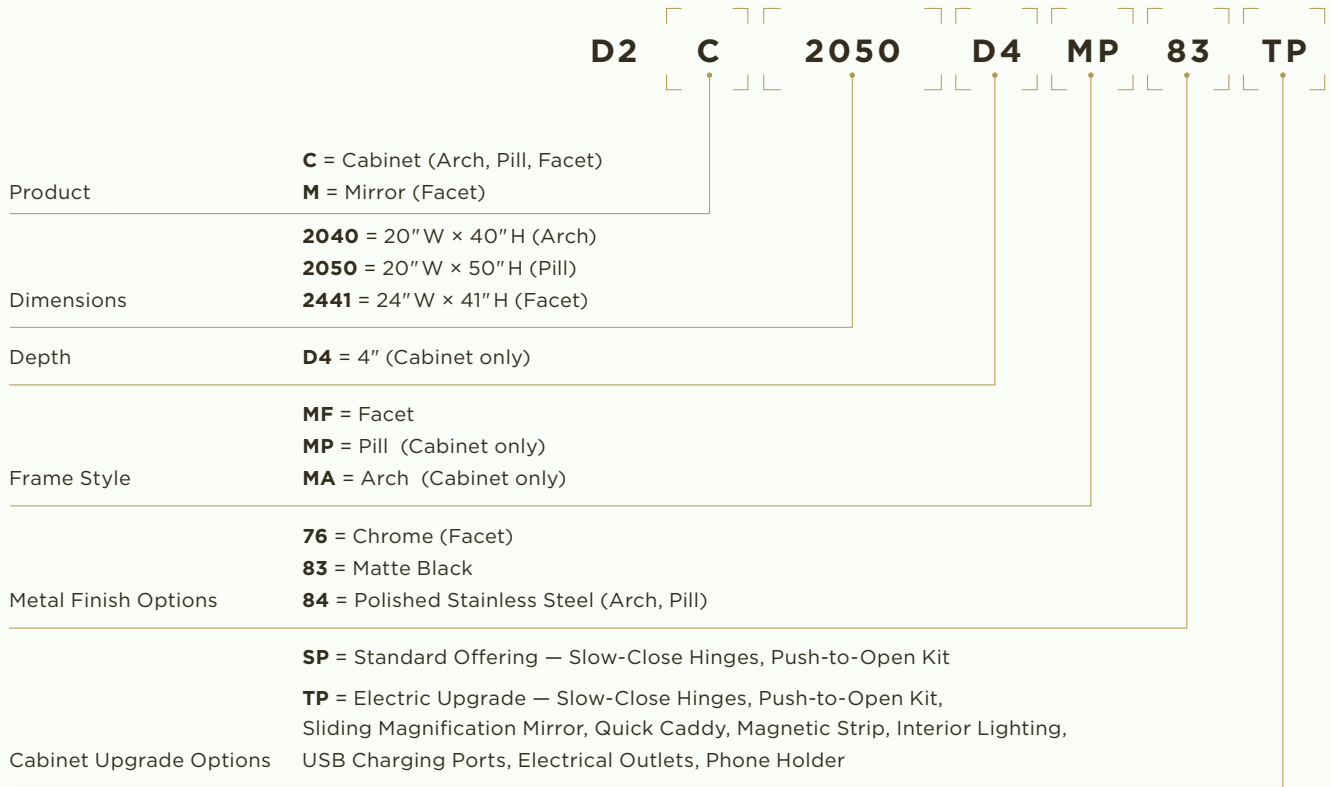 D2 C 2050 D4 MP 83 TP
C = Cabinet (Arch, Pill, Facet)
Product M = Mirror (Facet)
2040 = 20"W × 40"H (Arch)
2050 = 20"W × 50"H (Pill)
Dimensions 2441 = 24"W × 41"H (Facet)
Depth D4 = 4" (Cabinet only)
MF = Facet
MP = Pill (Cabinet only)
Frame Style MA = Arch (Cabinet only)
76 = Chrome (Facet)
83 = Matte Black
Metal Finish Options 84 = Polished Stainless Steel (Arch, Pill)
SP = Standard Offering — Slow-Close Hinges, Push-to-Open Kit
TP = Electric Upgrade — Slow-Close Hinges, Push-to-Open Kit,
Sliding Magnification Mirror, Quick Caddy, Magnetic Strip, Interior Lighting,
Cabinet Upgrade Options USB Charging Ports, Electrical Outlets, Phone Holder